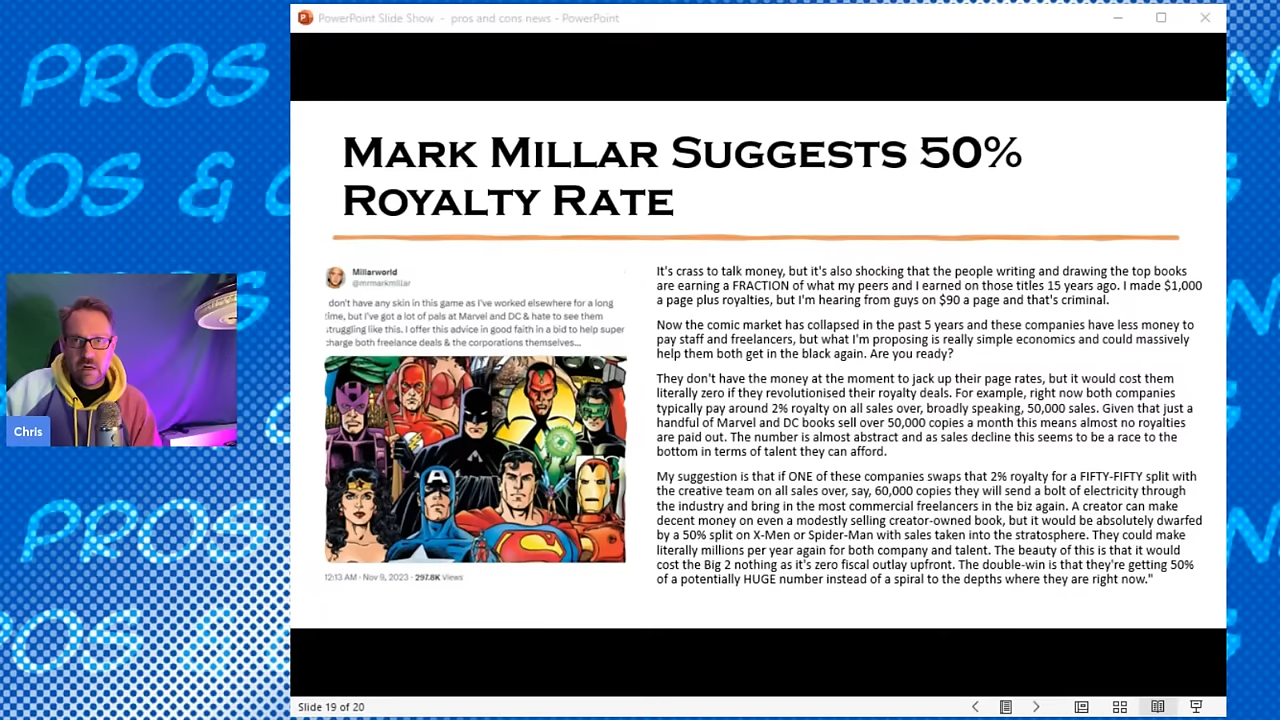 PowerPoint Slide Show - pros and cons news - PowerPoint
PROS
POS & C
MARK MILLAR SUGGESTS 50%
ROYALTY RATE
Millarworld
@mrmarkmillar
don't have any skin in this game as I've worked elsewhere for a long
time, but I've got a lot of pals at Marvel and DC & hate to see them
struggling like this. I offer this advice in good faith in a bid to help super
charge both freelance deals & the corporations themselves...
12:13 AM · Nov 9, 2023 · 297.8K Views
It's crass to talk money, but it's also shocking that the people writing and drawing the top books
are earning a FRACTION of what my peers and I earned on those titles 15 years ago. I made $1,000
a page plus royalties, but I'm hearing from guys on $90 a page and that's criminal.
Now the comic market has collapsed in the past 5 years and these companies have less money to
pay staff and freelancers, but what I'm proposing is really simple economics and could massively
help them both get in the black again. Are you ready?
They don't have the money at the moment to jack up their page rates, but it would cost them
literally zero if they revolutionised their royalty deals. For example, right now both companies
typically pay around 2% royalty on all sales over, broadly speaking, 50,000 sales. Given that just a
handful of Marvel and DC books sell over 50,000 copies a month this means almost no royalties
are paid out. The number is almost abstract and as sales decline this seems to be a race to the
bottom in terms of talent they can afford.
My suggestion is that if ONE of these companies swaps that 2% royalty for a FIFTY-FIFTY split with
the creative team on all sales over, say, 60,000 copies they will send a bolt of electricity through
the industry and bring in the most commercial freelancers in the biz again. A creator can make
decent money on even a modestly selling creator-owned book, but it would be absolutely dwarfed
by a 50% split on X-Men or Spider-Man with sales taken into the stratosphere. They could make
literally millions per year again for both company and talent. The beauty of this is that it would
cost the Big 2 nothing as it's zero fiscal outlay upfront. The double-win is that they're getting 50%
of a potentially HUGE number instead of a spiral to the depths where they are right now."
Chris
PROS
Slide 19 of 20